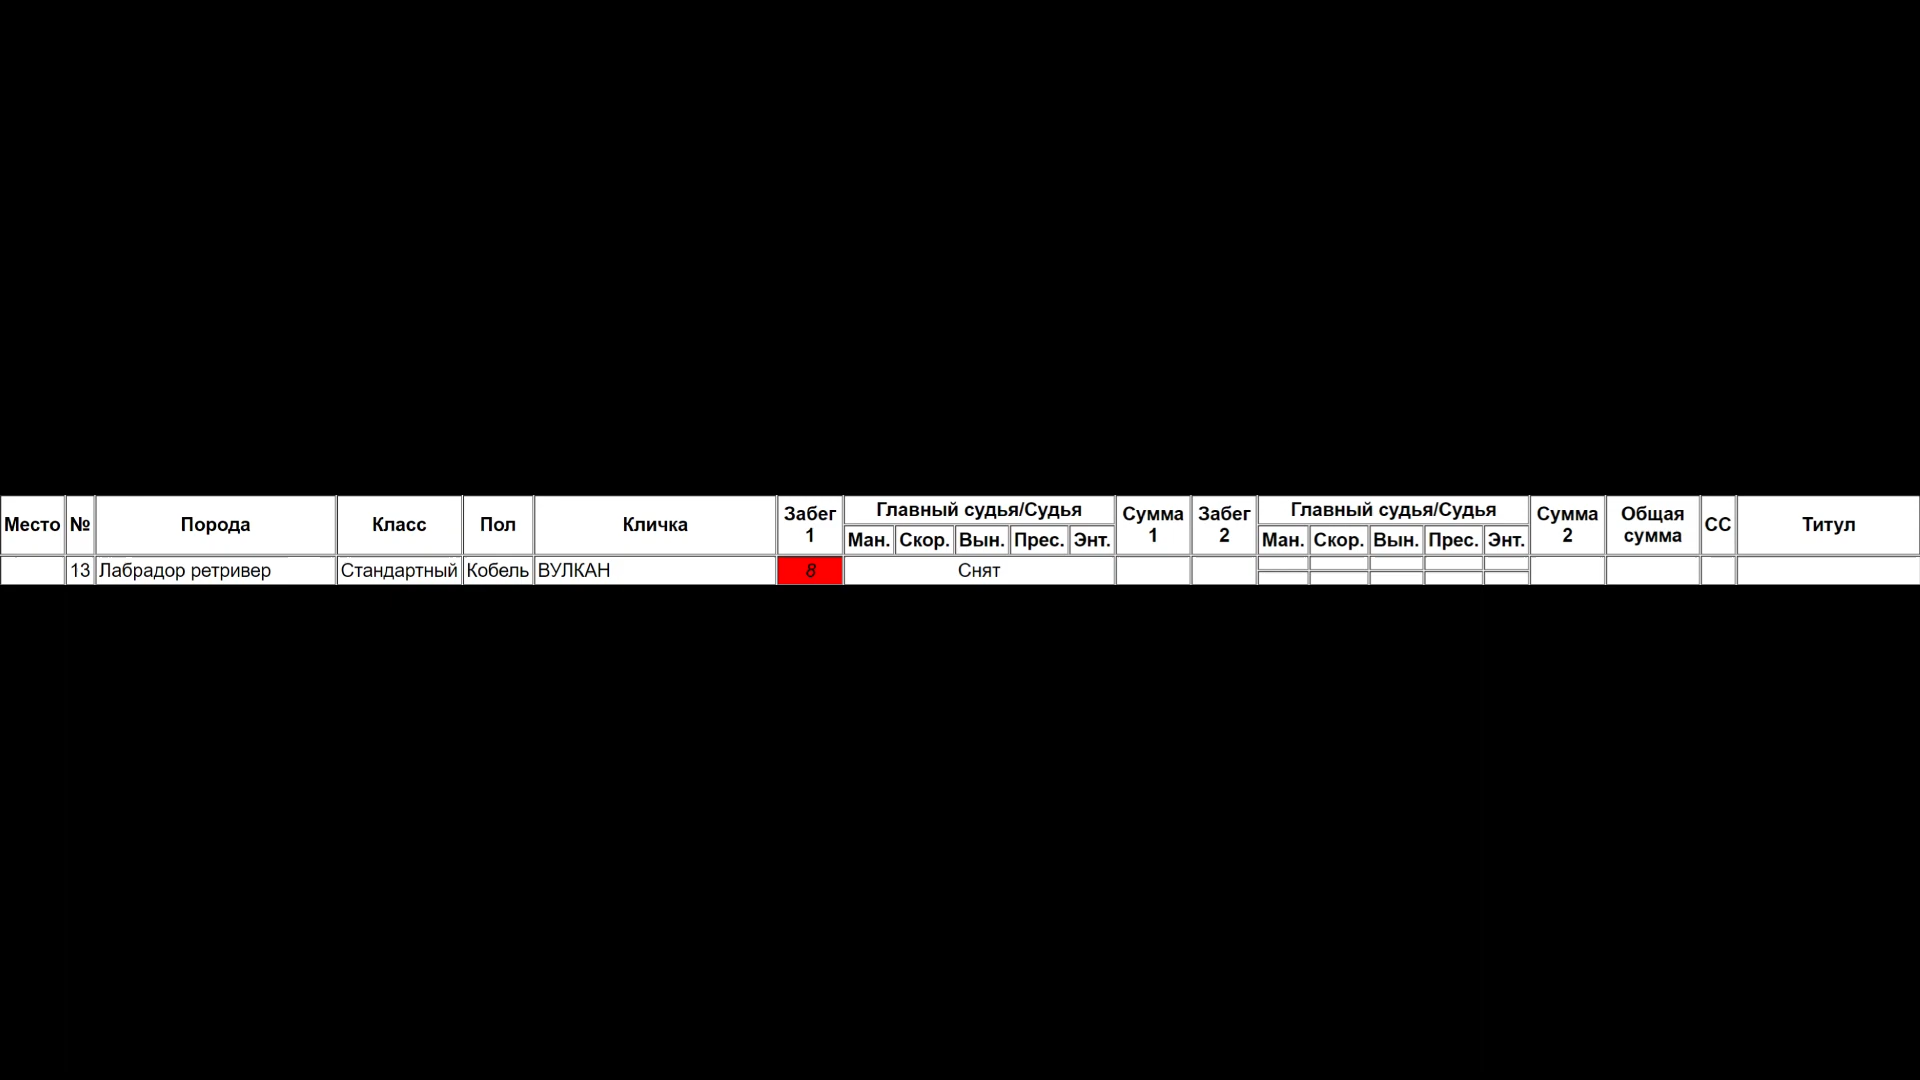 Место № Порода Класс Пол Кличка Забег 1 Главный судья/Судья Сумма 1 Забег 2 Главный судья/Судья Сумма 2 Общая сумма СС Титул
Ман. Скор. Вын. Прес. Энт. Ман. Скор. Вын. Прес. Энт.
13 Лабрадор ретривер Стандартный Кобель ВУЛКАН 8 Снят